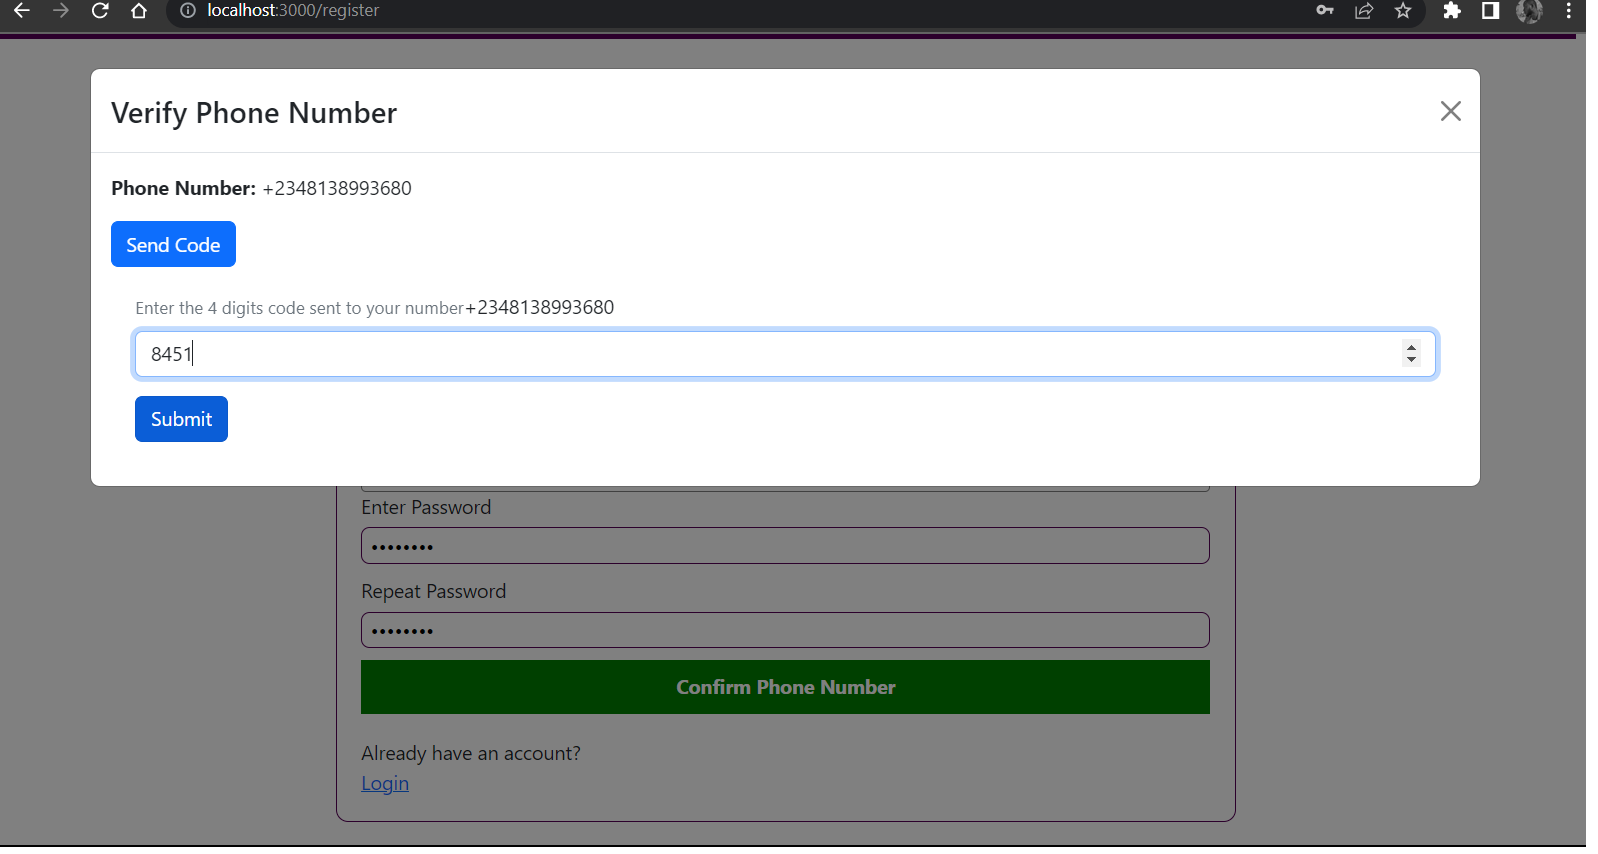 localhost:3000/register
Verify Phone Number
Phone Number: +2348138993680
Send Code
Enter the 4 digits code sent to your number+2348138993680
8451
Submit
Enter Password
••••••••
Repeat Password
••••••••
Confirm Phone Number
Already have an account?
Login